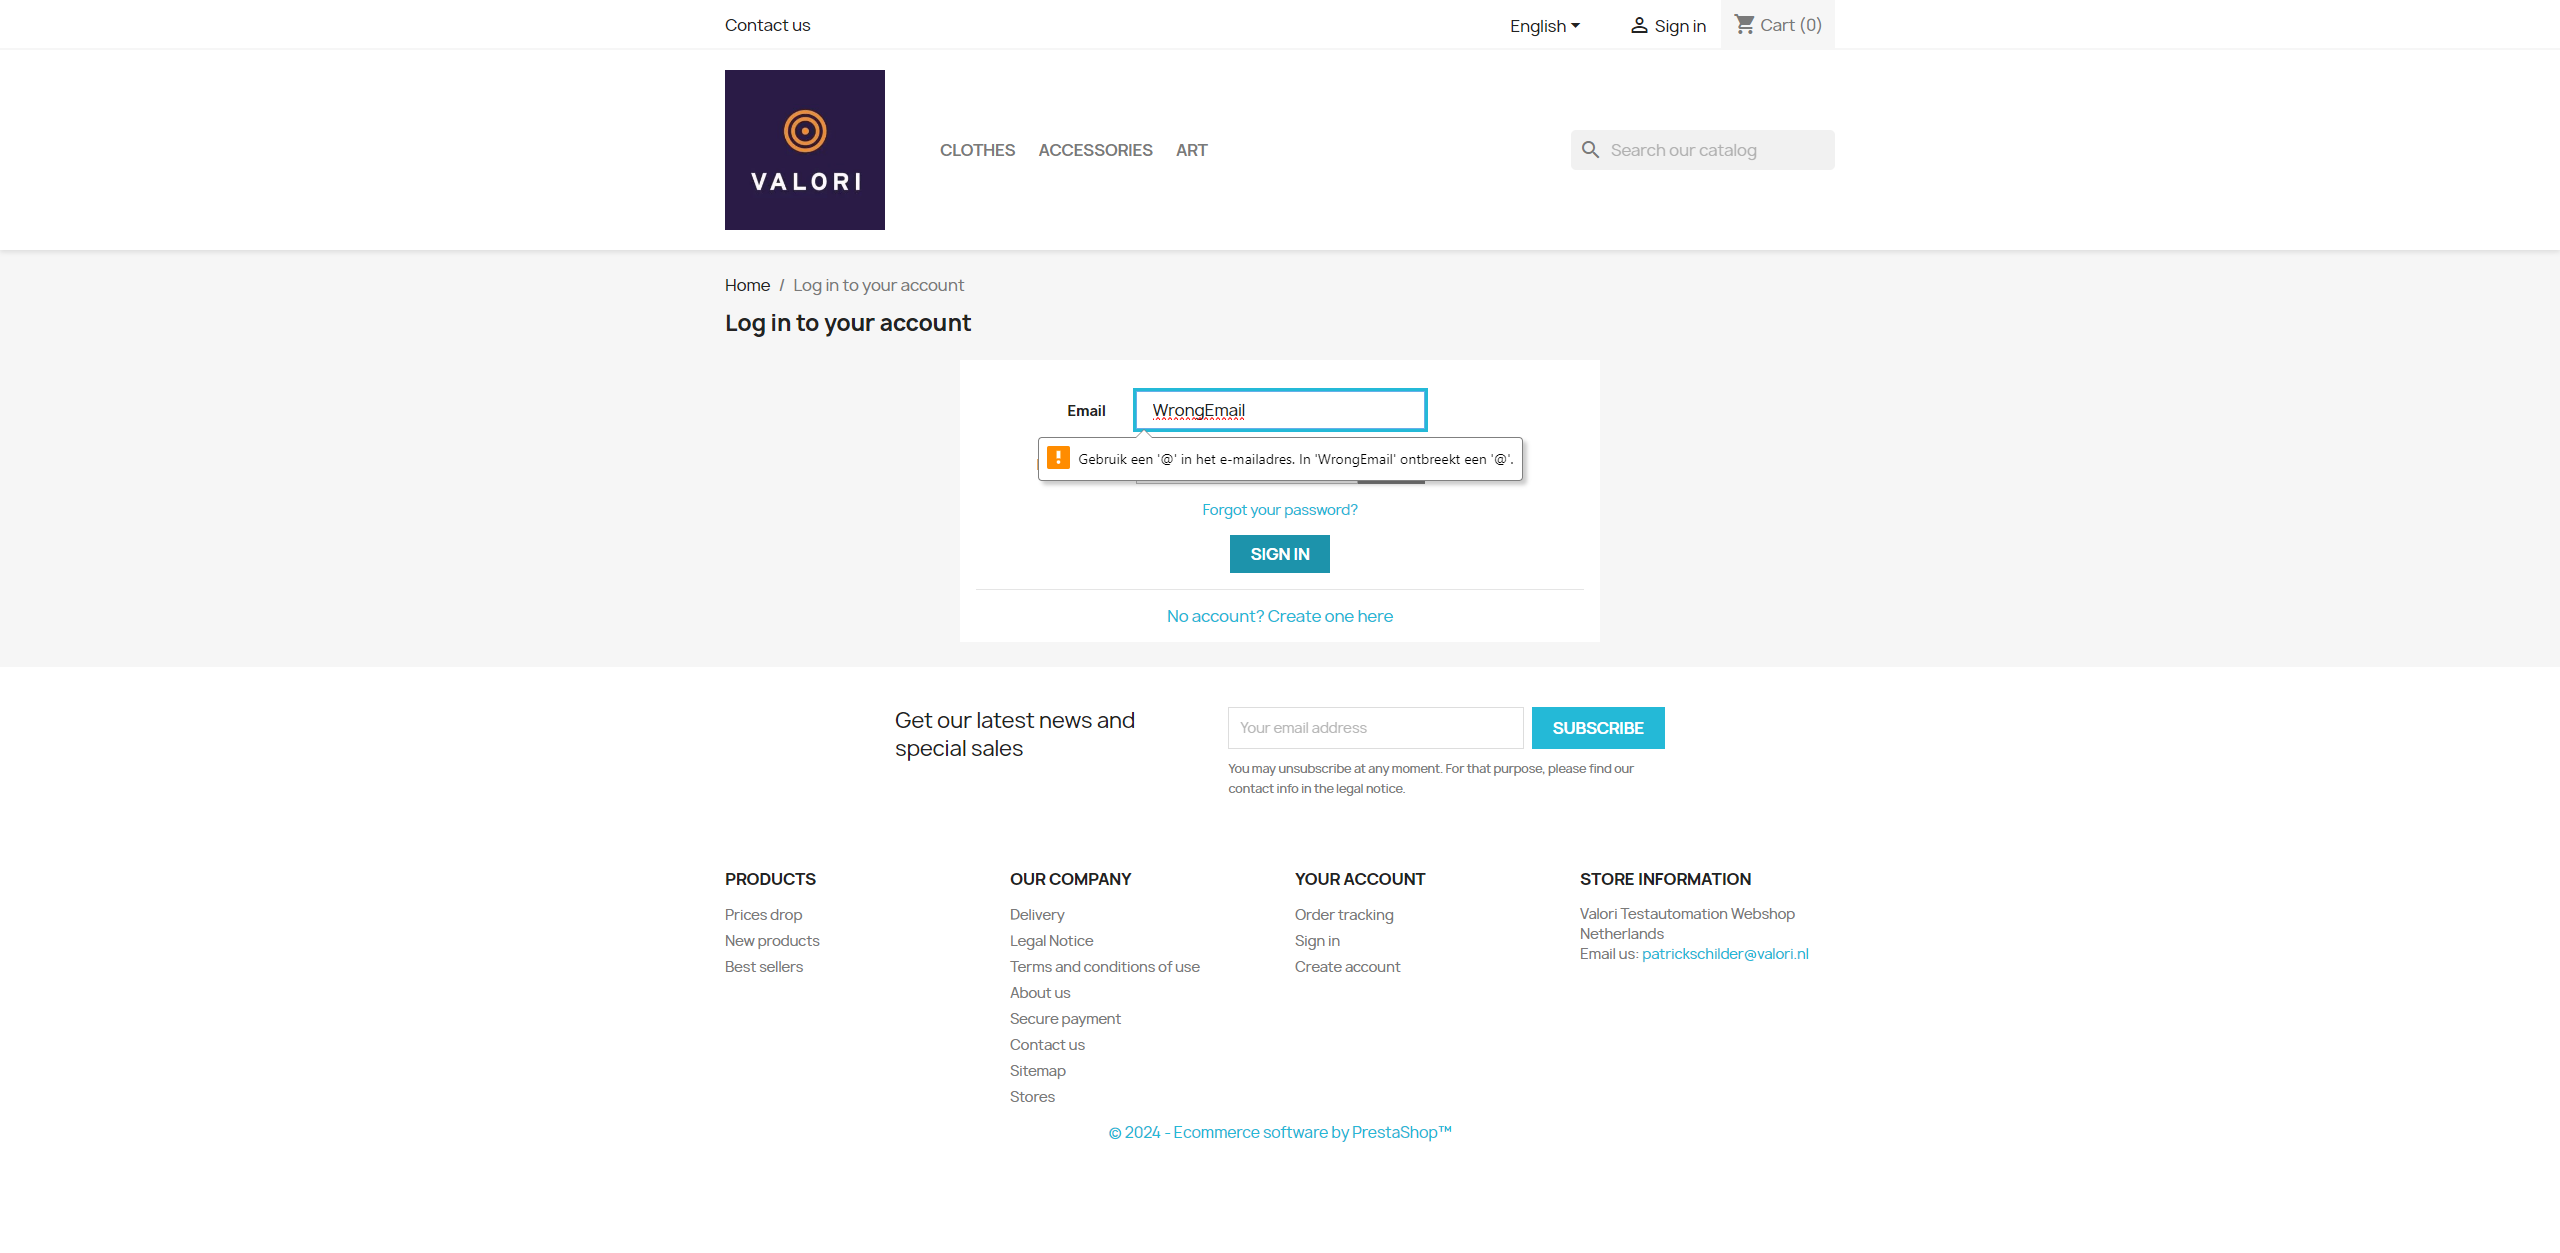 Contact us
English
Sign in
Cart (0)
VALORI
CLOTHES ACCESSORIES ART
Search our catalog
Home / Log in to your account
Log in to your account
Email
WrongEmail
Gebruik een '@' in het e-mailadres. In 'WrongEmail' ontbreekt een '@'.
Forgot your password?
SIGN IN
No account? Create one here
Get our latest news and
special sales
Your email address
SUBSCRIBE
You may unsubscribe at any moment. For that purpose, please find our
contact info in the legal notice.
PRODUCTS
Prices drop
New products
Best sellers
OUR COMPANY
Delivery
Legal Notice
Terms and conditions of use
About us
Secure payment
Contact us
Sitemap
Stores
YOUR ACCOUNT
Order tracking
Sign in
Create account
STORE INFORMATION
Valori Testautomation Webshop
Netherlands
Email us: patrickschilder@valori.nl
© 2024 - Ecommerce software by PrestaShop™